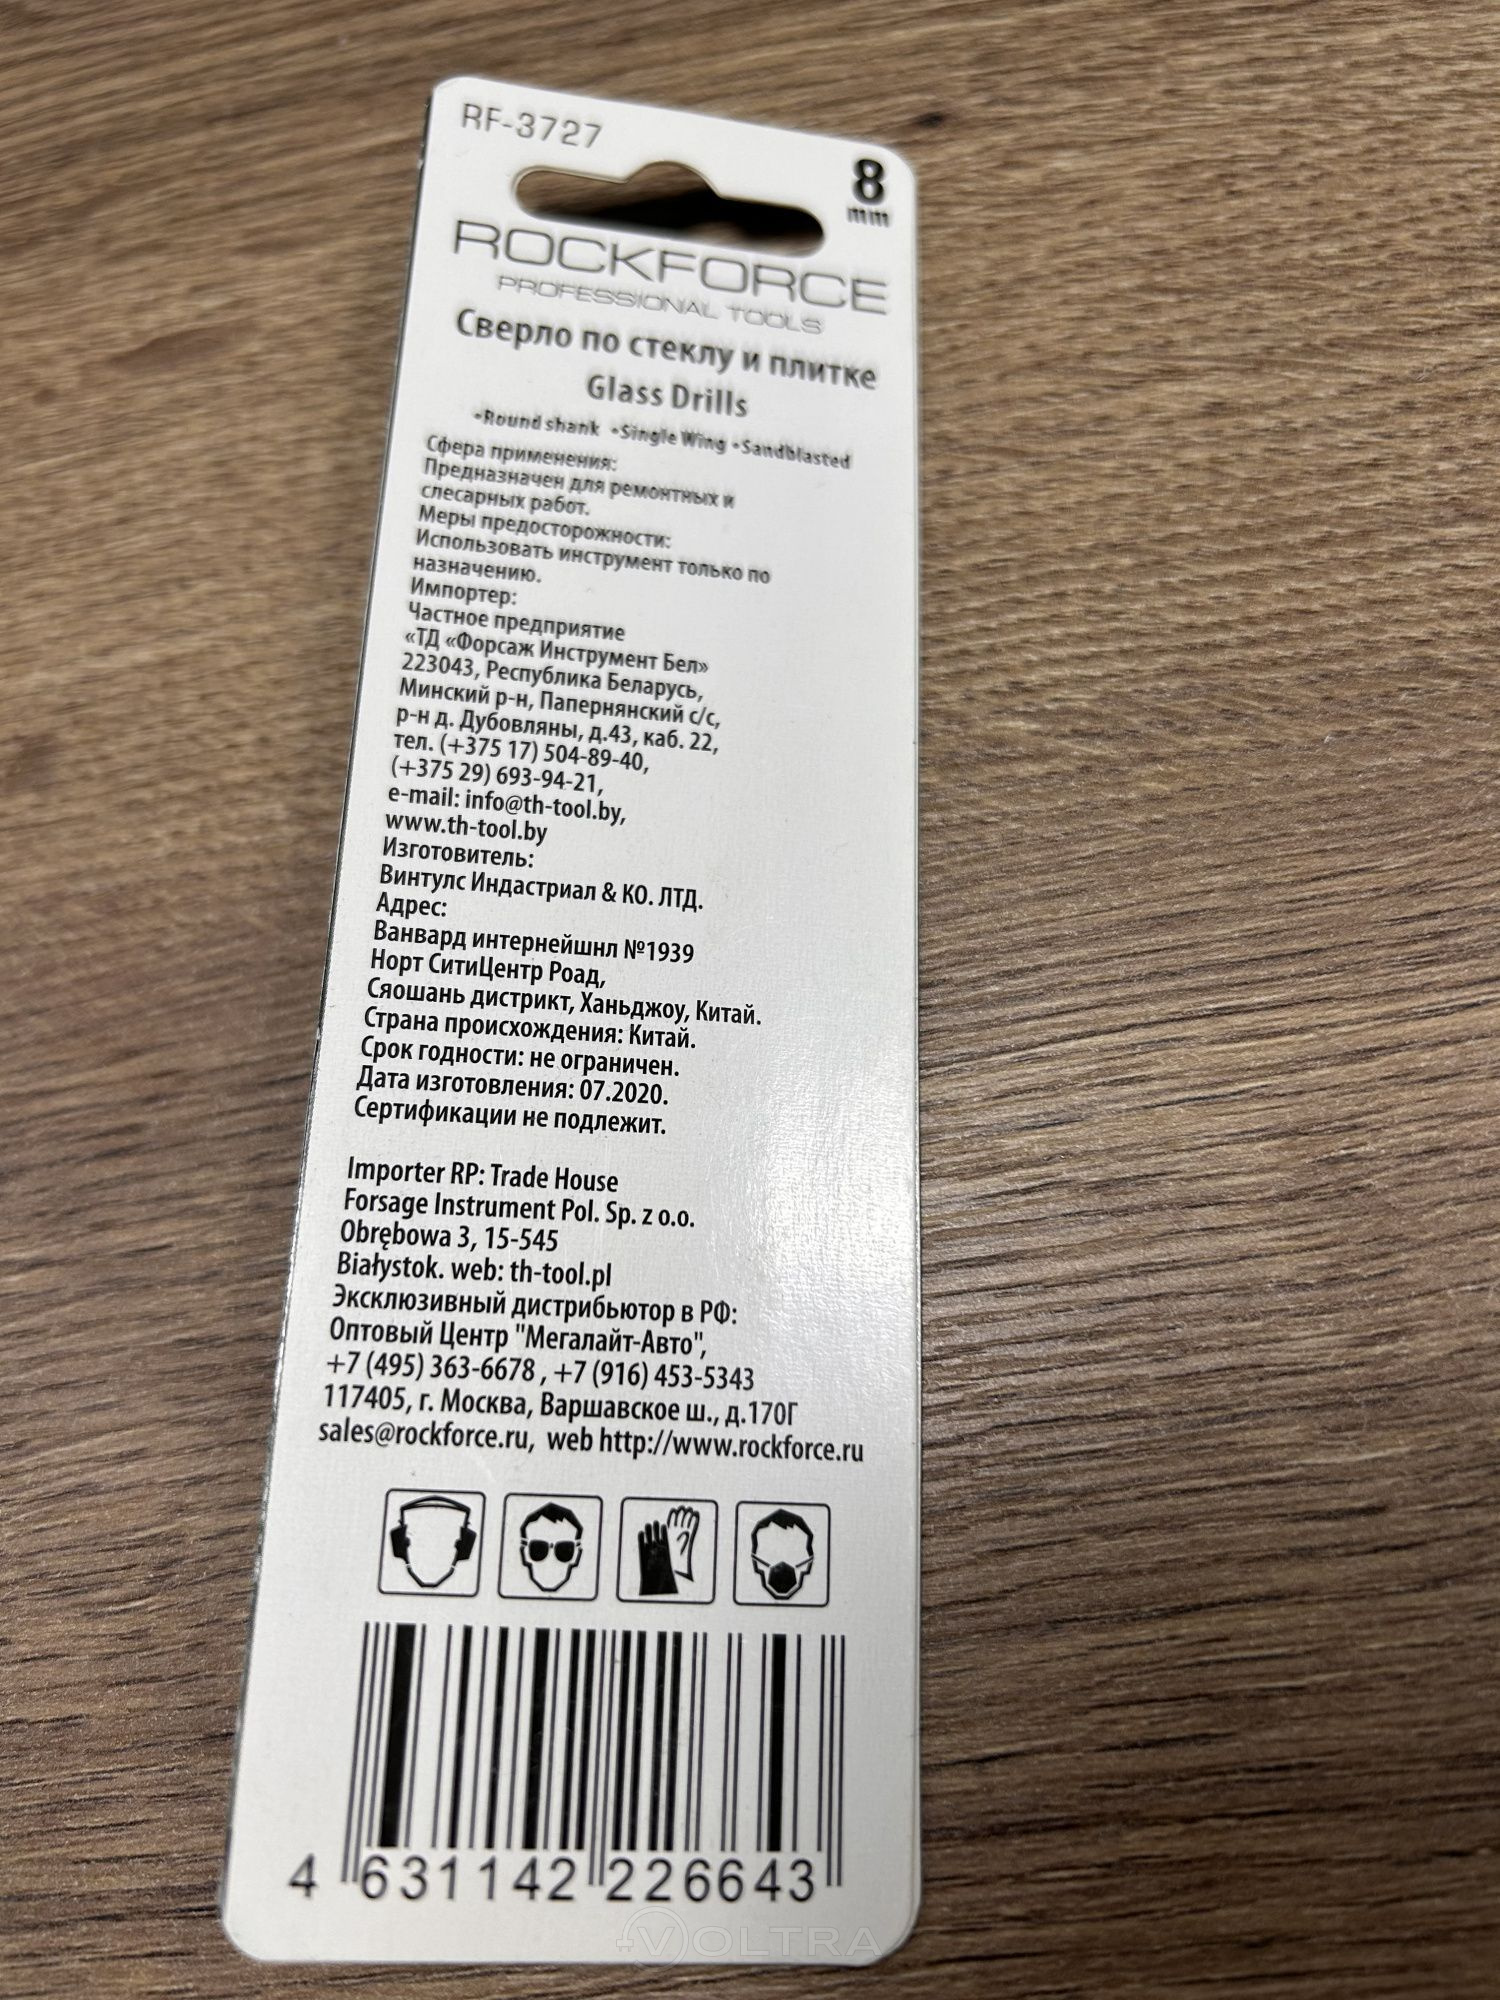 RF-3727
8
mm
ROCKFORCE
PROFESSIONAL TOOLS
Сверло по стеклу и плитке
Glass Drills
•Round shank •Single Wing •Sandblasted
Сфера применения:
Предназначен для ремонтных и
слесарных работ.
Меры предосторожности:
Использовать инструмент только по
назначению.
Импортер:
Частное предприятие
«ТД «Форсаж Инструмент Бел»
223043, Республика Беларусь,
Минский р-н, Папернянский с/с,
р-н д. Дубовляны, д.43, каб. 22,
тел. (+375 17) 504-89-40,
(+375 29) 693-94-21,
e-mail: info@th-tool.by,
www.th-tool.by
Изготовитель:
Винтулс Индастриал & КО. ЛТД.
Адрес:
Ванвард интернейшнл №1939
Норт СитиЦентр Роад,
Сяошань дистрикт, Ханьджоу, Китай.
Страна происхождения: Китай.
Срок годности: не ограничен.
Дата изготовления: 07.2020.
Сертификации не подлежит.
Importer RP: Trade House
Forsage Instrument Pol. Sp. z o.o.
Obrębowa 3, 15-545
Białystok. web: th-tool.pl
Эксклюзивный дистрибьютор в РФ:
Оптовый Центр "Мегалайт-Авто",
+7 (495) 363-6678 , +7 (916) 453-5343
117405, г. Москва, Варшавское ш., д.170Г
sales@rockforce.ru, web http://www.rockforce.ru
4 631142 226643
VOLTRA